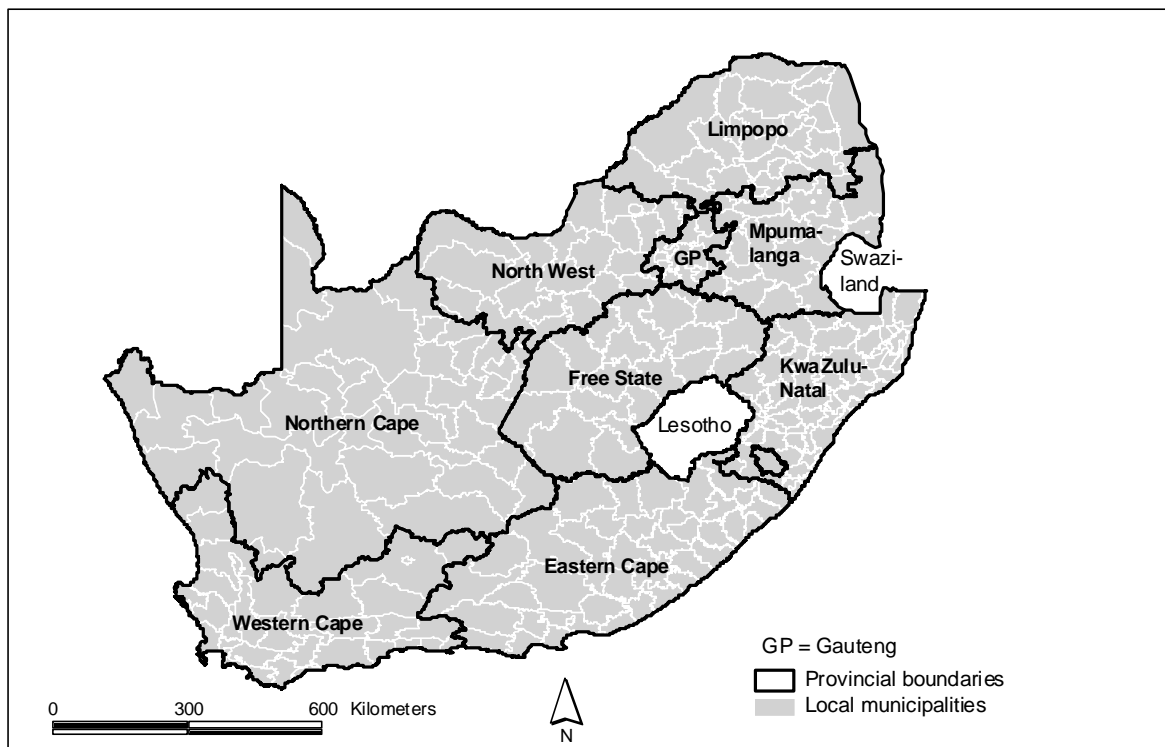 Limpopo
Mpuma-
langa
GP
North West
Swazi-
land
KwaZulu-
Natal
Free State
Lesotho
Northern Cape
Eastern Cape
Western Cape
GP = Gauteng
Provincial boundaries
Local municipalities
0 300 600 Kilometers
N